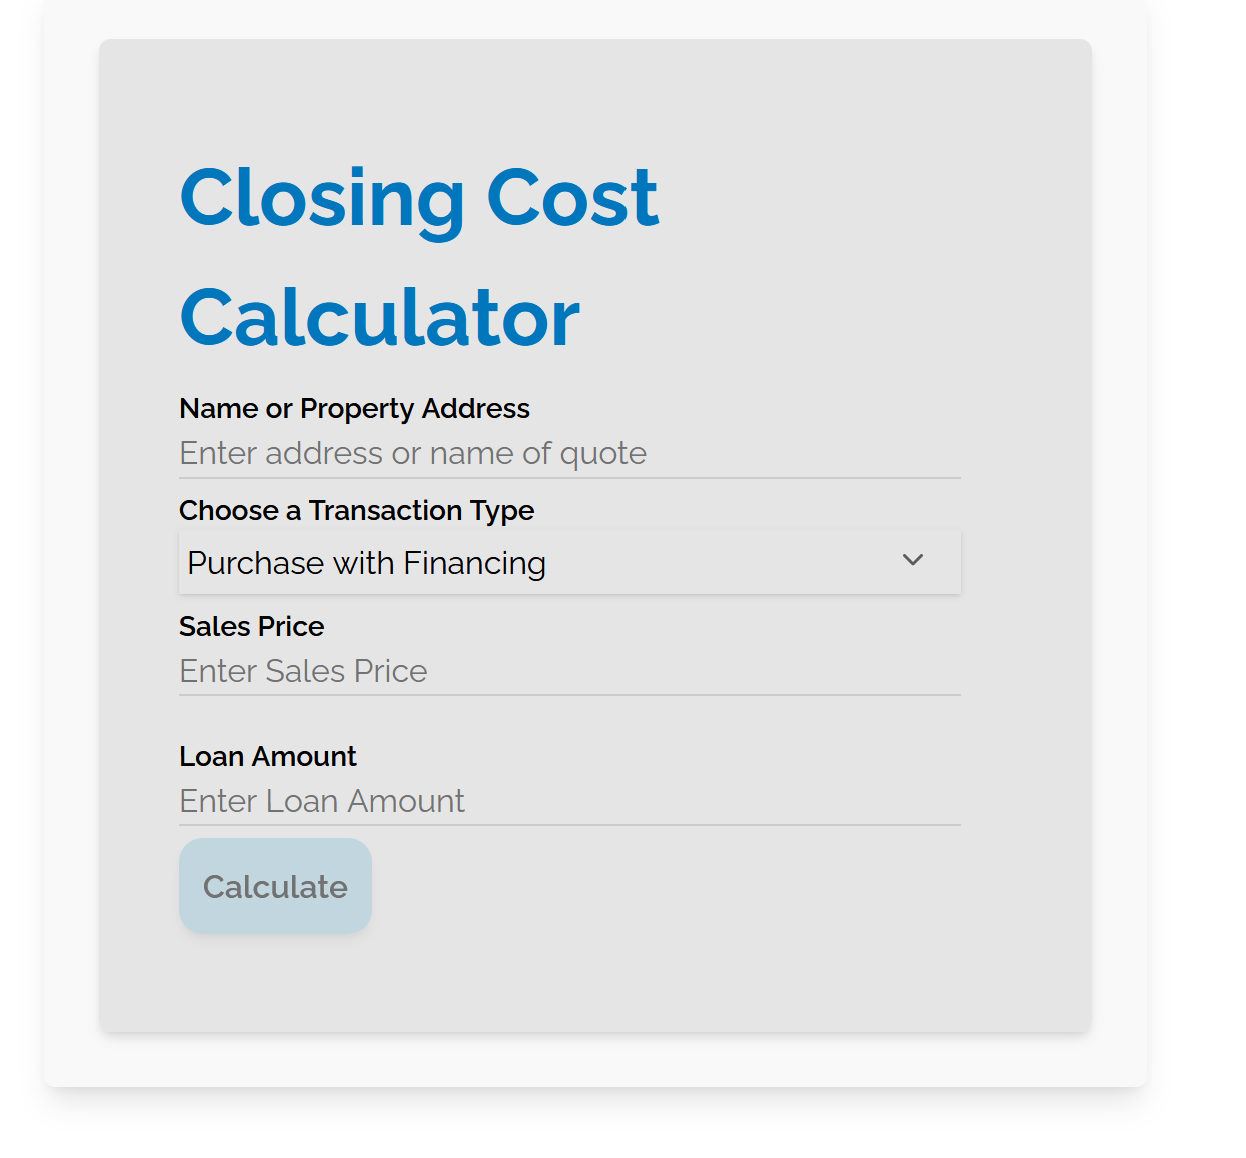 Closing Cost
Calculator
Name or Property Address
Enter address or name of quote
Choose a Transaction Type
Purchase with Financing
Sales Price
Enter Sales Price
Loan Amount
Enter Loan Amount
Calculate